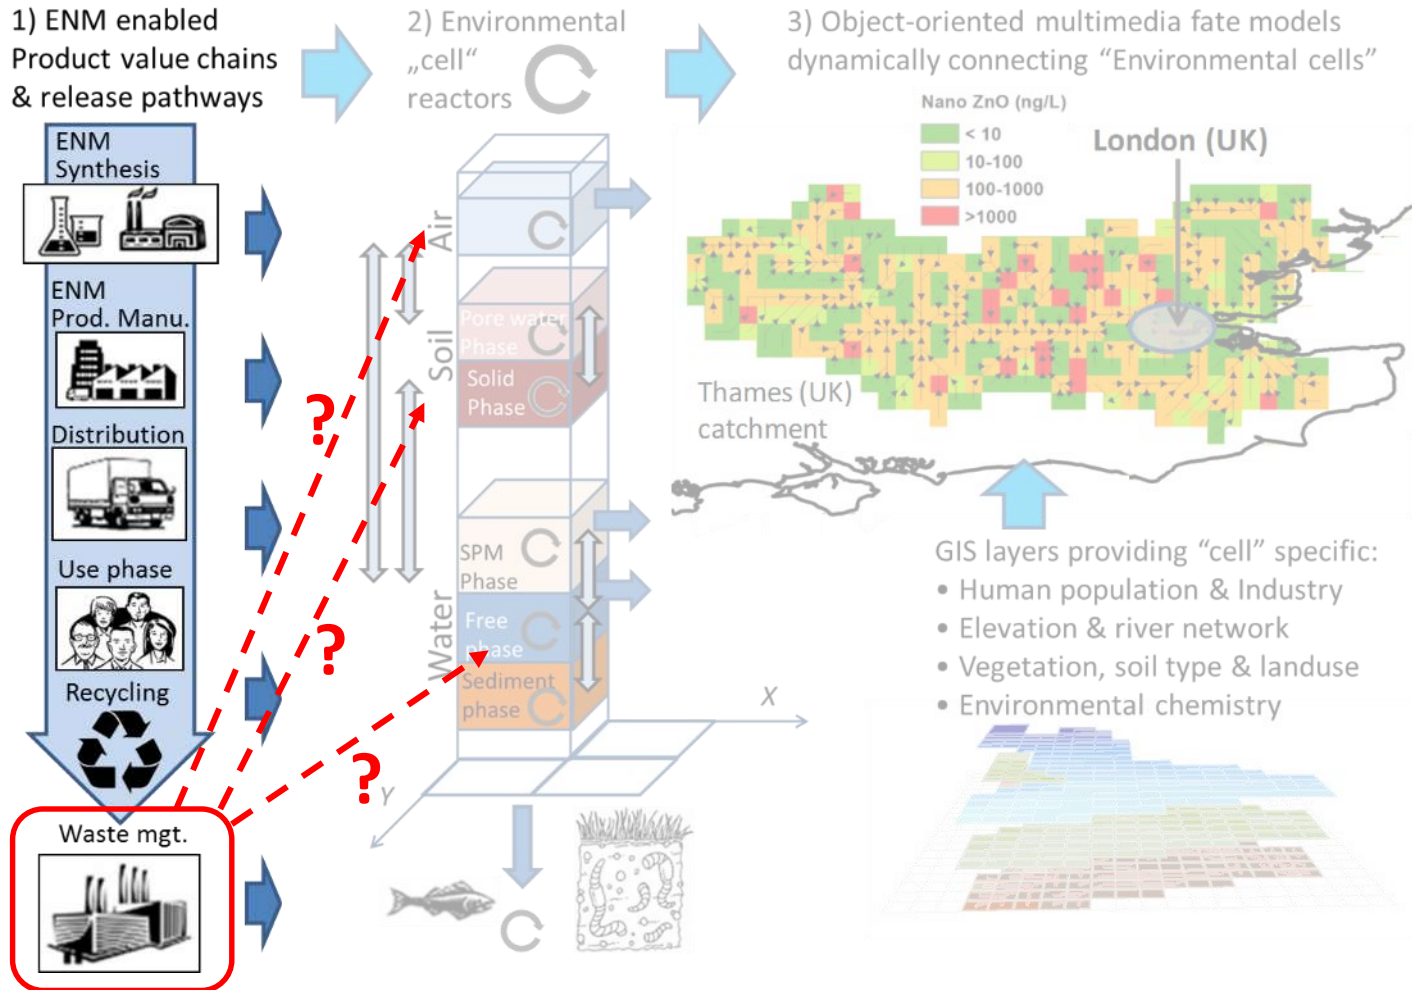 1) ENM enabled
Product value chains
& release pathways
ENM
Synthesis
ENM
Prod. Manu.
Distribution
Use phase
Recycling
Waste mgt.
?
?
?
2) Environmental
„cell“
reactors
Air
Soil
Water
Pore water
Phase
Solid
Phase
SPM
Phase
Free
phase
Sediment
phase
X
Y
3) Object-oriented multimedia fate models
dynamically connecting “Environmental cells”
Nano ZnO (ng/L)
< 10
10-100
100-1000
>1000
London (UK)
Thames (UK)
catchment
GIS layers providing “cell” specific:
• Human population & Industry
• Elevation & river network
• Vegetation, soil type & landuse
• Environmental chemistry